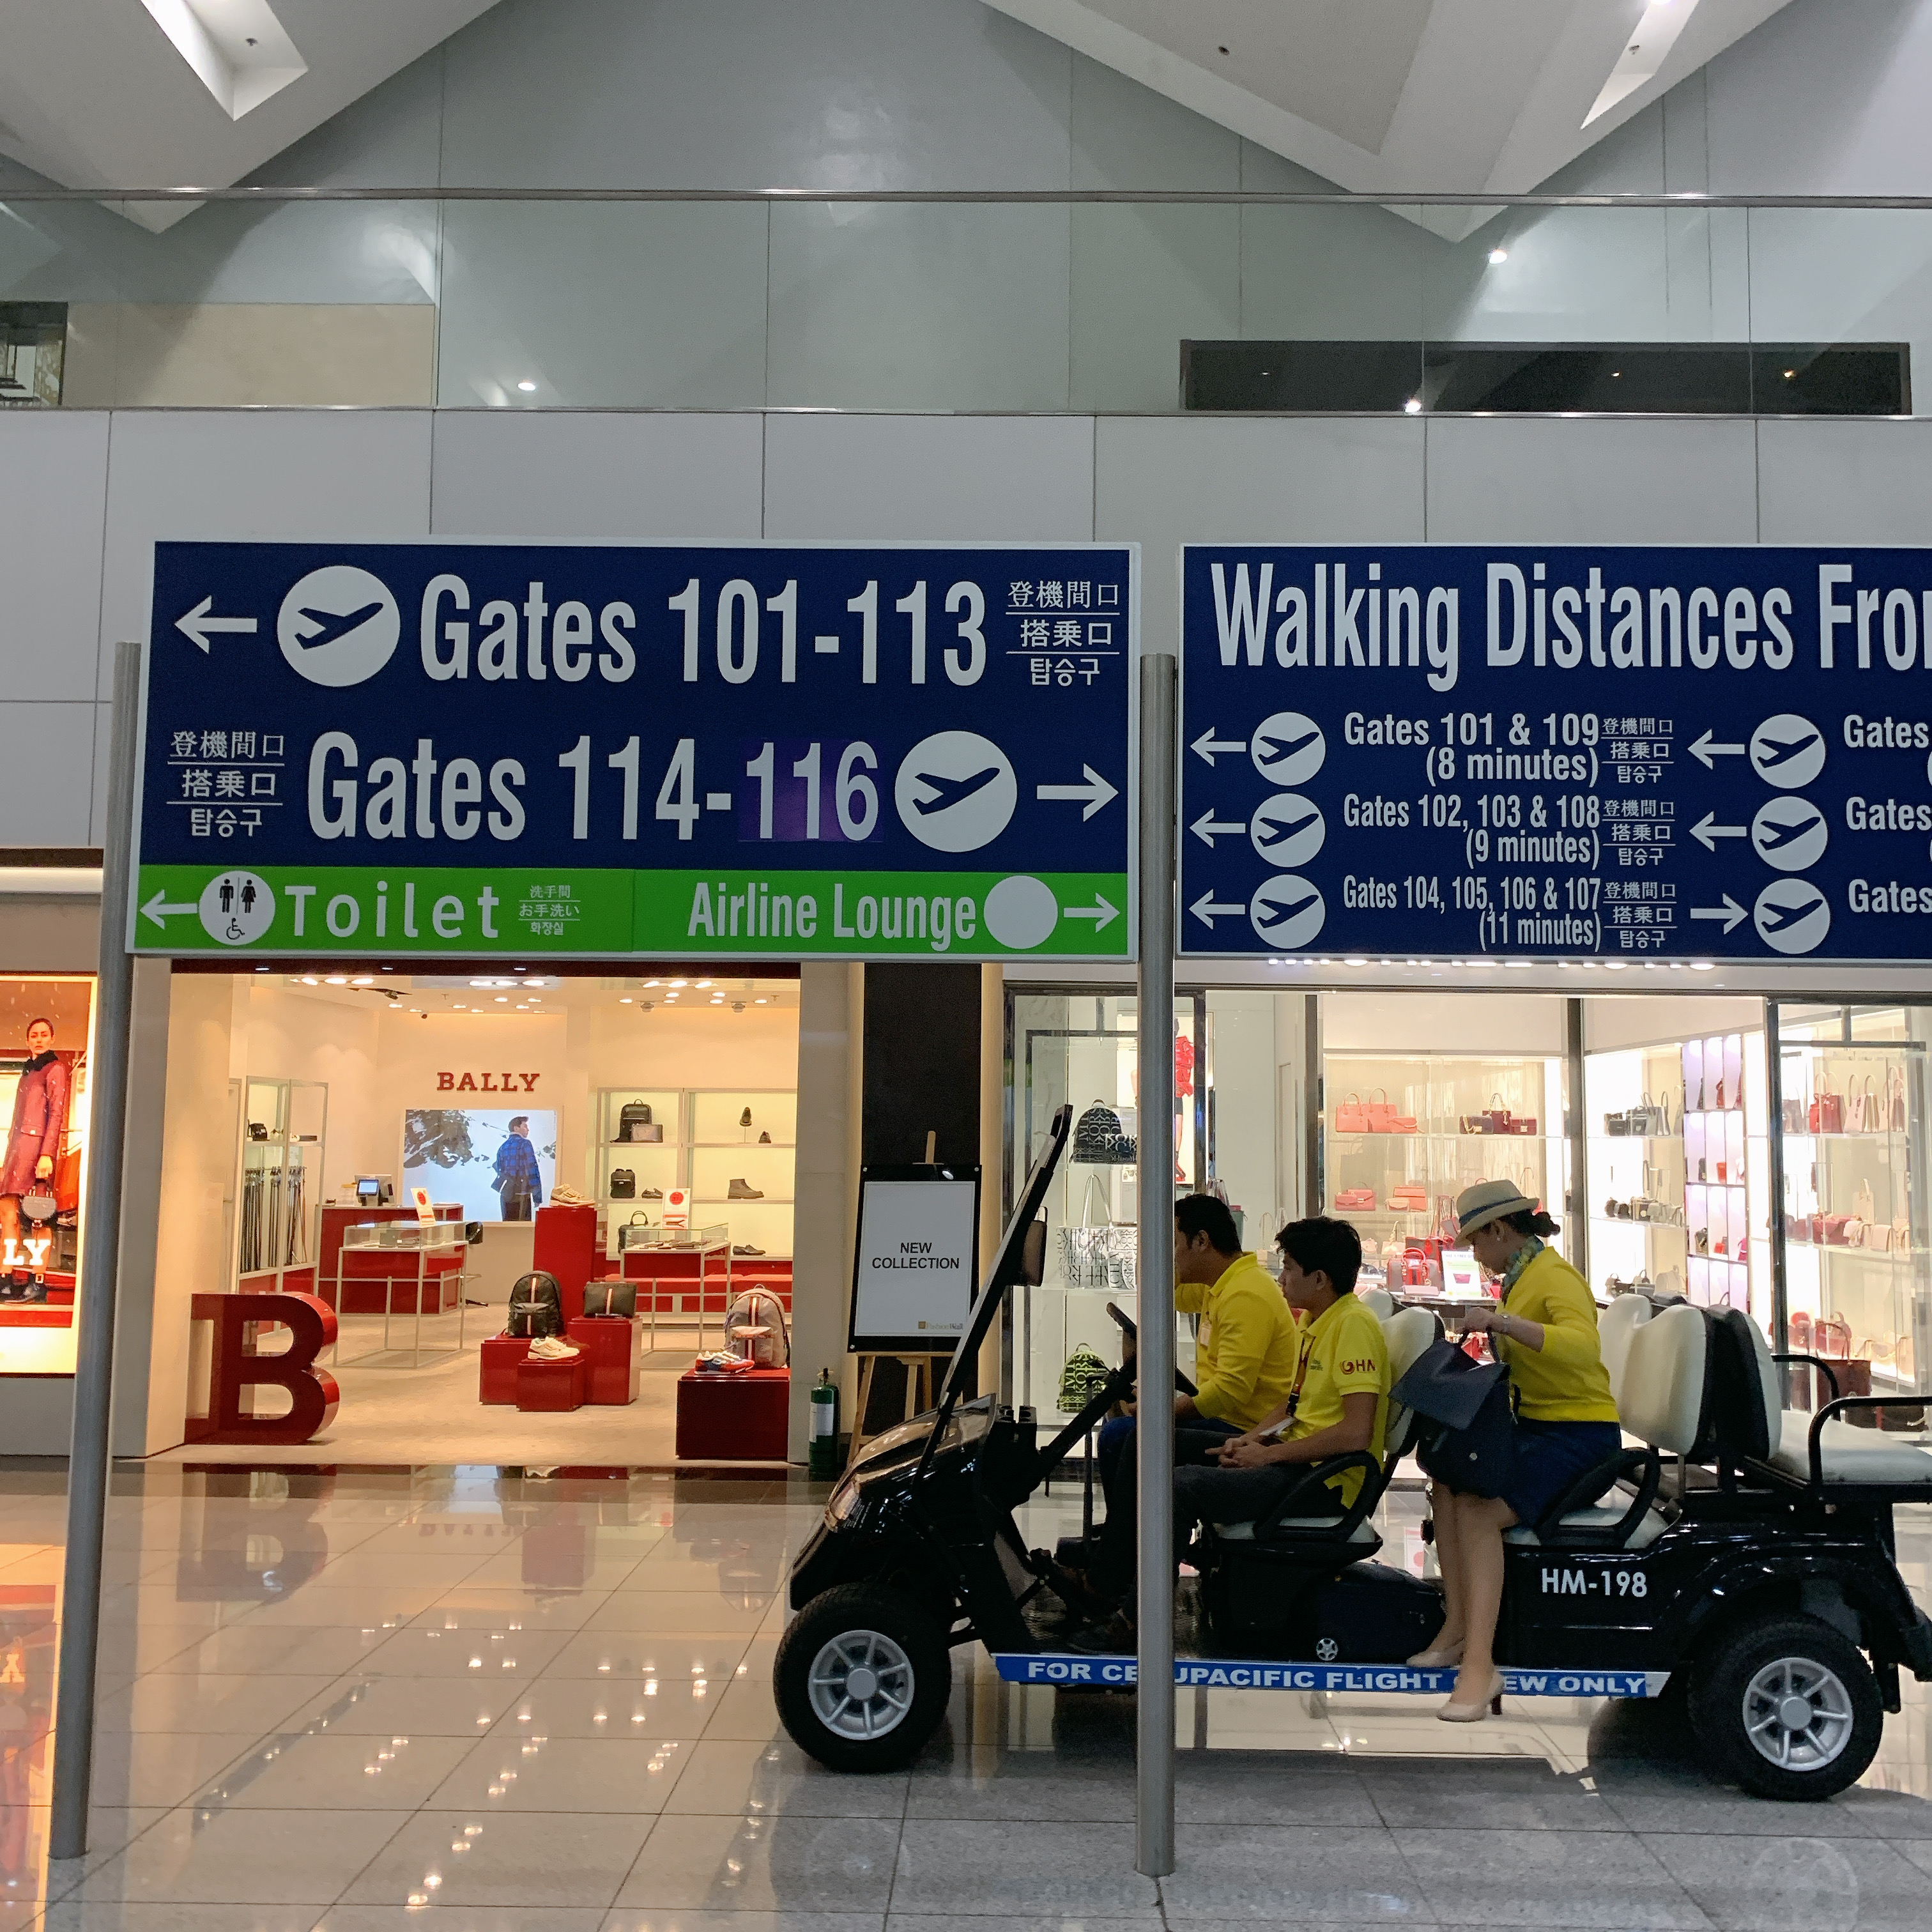 Gates 101-113
登機間口
搭乗口
탑승구
登機間口
搭乗口
탑승구
Gates 114-116
Toilet
洗手間
お手洗い
화장실
Airline Lounge
Walking Distances
Gates 101 & 109
(8 minutes)
登機間口
搭乗口
탑승구
Gates
Gates 102, 103 & 108
(9 minutes)
登機間口
搭乗口
탑승구
Gates
Gates 104, 105, 106 & 107
(11 minutes)
登機間口
搭乗口
탑승구
Gates
BALLY
LY
B
NEW
COLLECTION
HM-198
FOR CE UPACIFIC FLIGHT EW ONLY